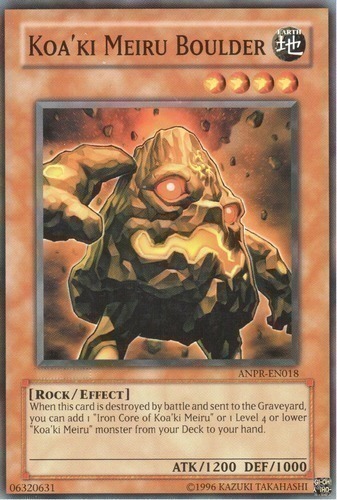 KOA'KI MEIRU BOULDER
EARTH
地
ANPR-EN018
[ROCK/EFFECT]
When this card is destroyed by battle and sent to the Graveyard,
you can add 1 "Iron Core of Koa'ki Meiru" or 1 Level 4 or lower
"Koa'ki Meiru" monster from your Deck to your hand.
ATK/1200 DEF/1000
06320631
©1996 KAZUKI TAKAHASHI